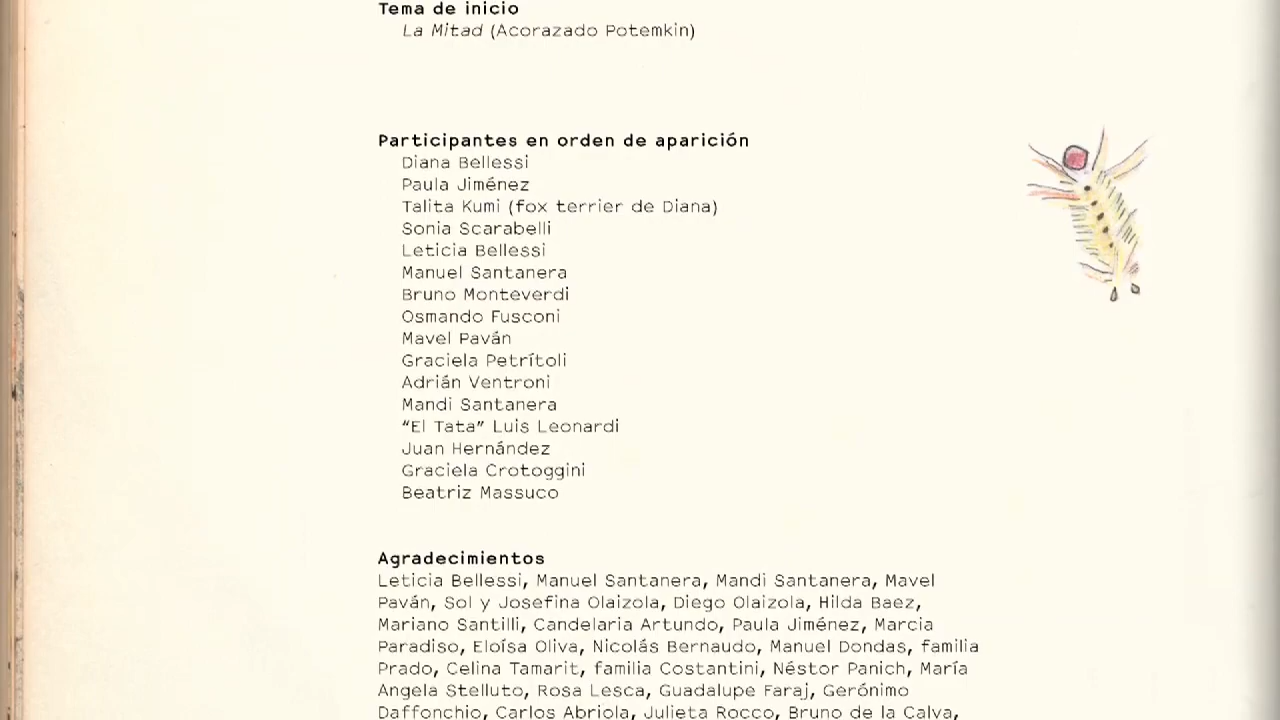 Tema de inicio
La Mitad (Acorazado Potemkin)
Participantes en orden de aparición
Diana Bellessi
Paula Jiménez
Talita Kumi (fox terrier de Diana)
Sonia Scarabelli
Leticia Bellessi
Manuel Santanera
Bruno Monteverdi
Osmando Fusconi
Mavel Paván
Graciela Petrítoli
Adrián Ventroni
Mandi Santanera
“El Tata” Luis Leonardi
Juan Hernández
Graciela Crotoggini
Beatriz Massuco
Agradecimientos
Leticia Bellessi, Manuel Santanera, Mandi Santanera, Mavel
Paván, Sol y Josefina Olaizola, Diego Olaizola, Hilda Baez,
Mariano Santilli, Candelaria Artundo, Paula Jiménez, Marcia
Paradiso, Eloísa Oliva, Nicolás Bernaudo, Manuel Dondas, familia
Prado, Celina Tamarit, familia Costantini, Néstor Panich, María
Angela Stelluto, Rosa Lesca, Guadalupe Faraj, Gerónimo
Daffonchio, Carlos Abriola, Julieta Rocco, Bruno de la Calva,